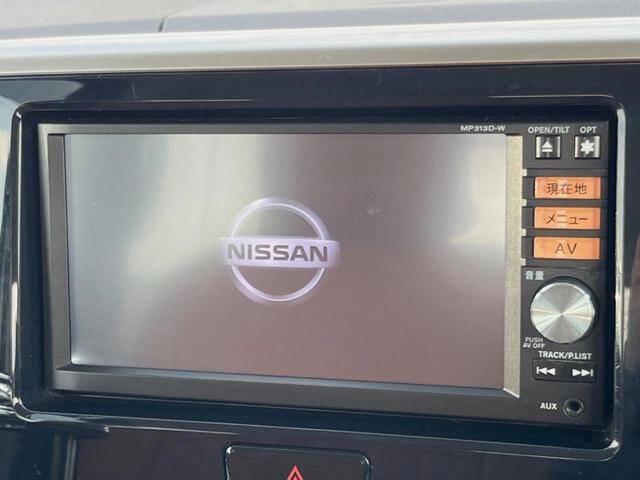 MP313D-W
OPEN/TILT OPT
現在地
メニュー
AV
音量
NISSAN
PUSH
AV OFF
TRACK/P.LIST
AUX